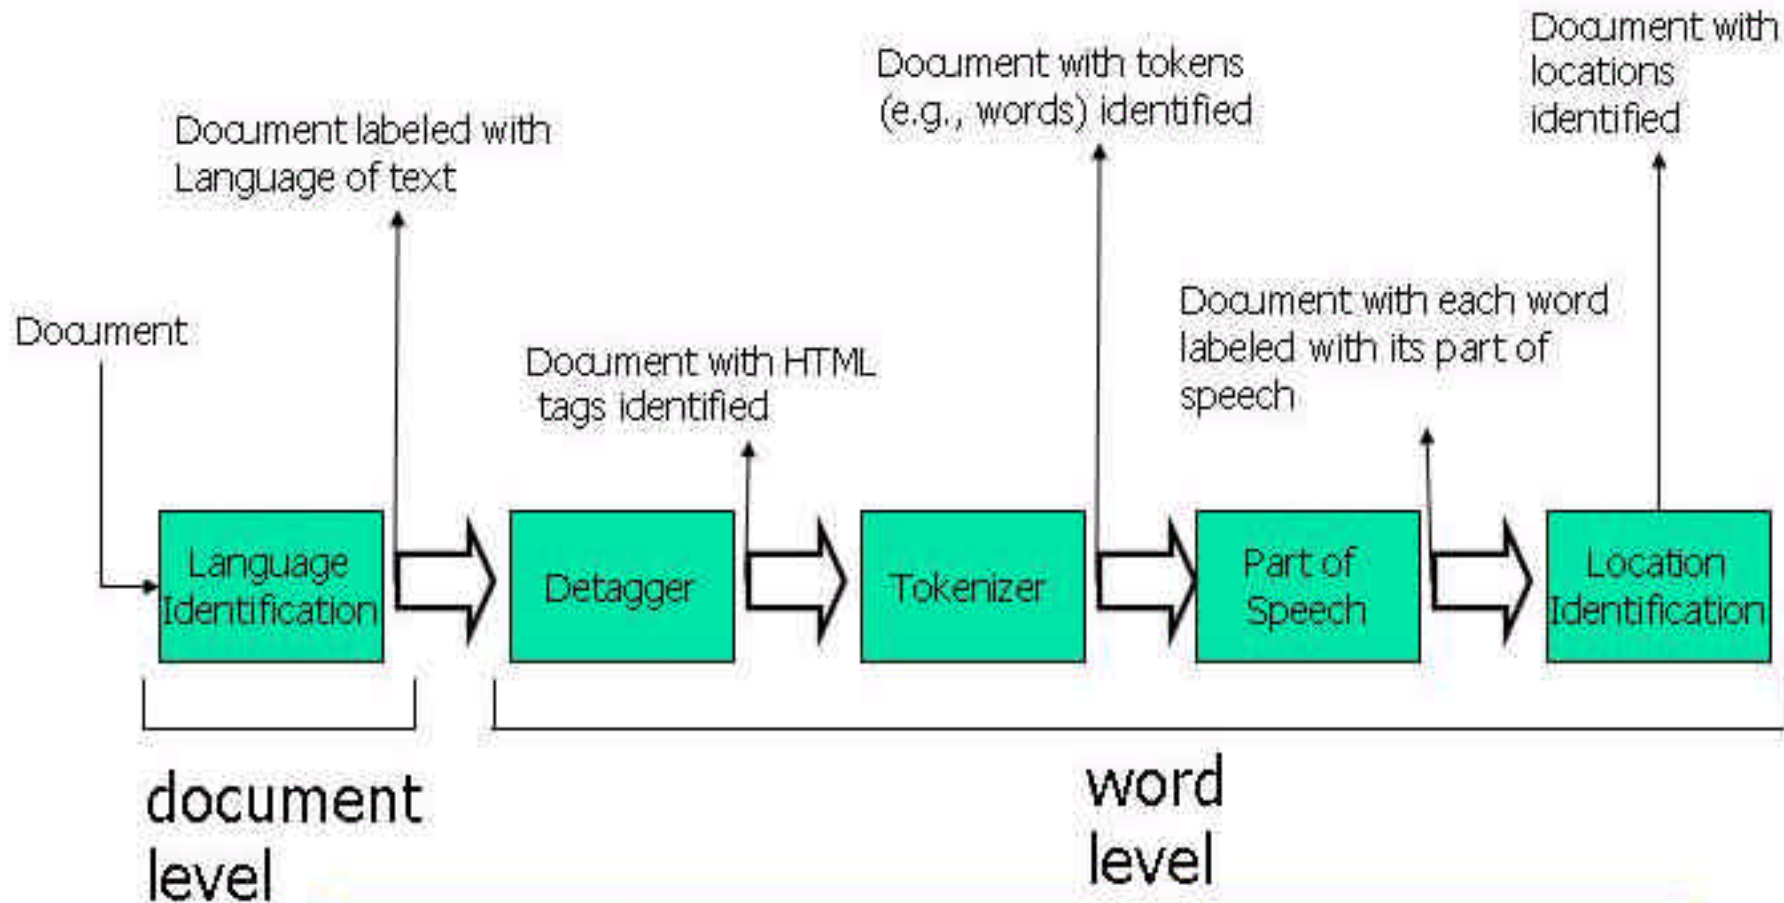 Document with
locations
identified
Document with tokens
(e.g., words) identified
Document labeled with
Language of text
Document with each word
labeled with its part of
speech
Document
Document with HTML
tags identified
Language
Identification
Detagger
Tokenizer
Part of
Speech
Location
Identification
document
level
word
level